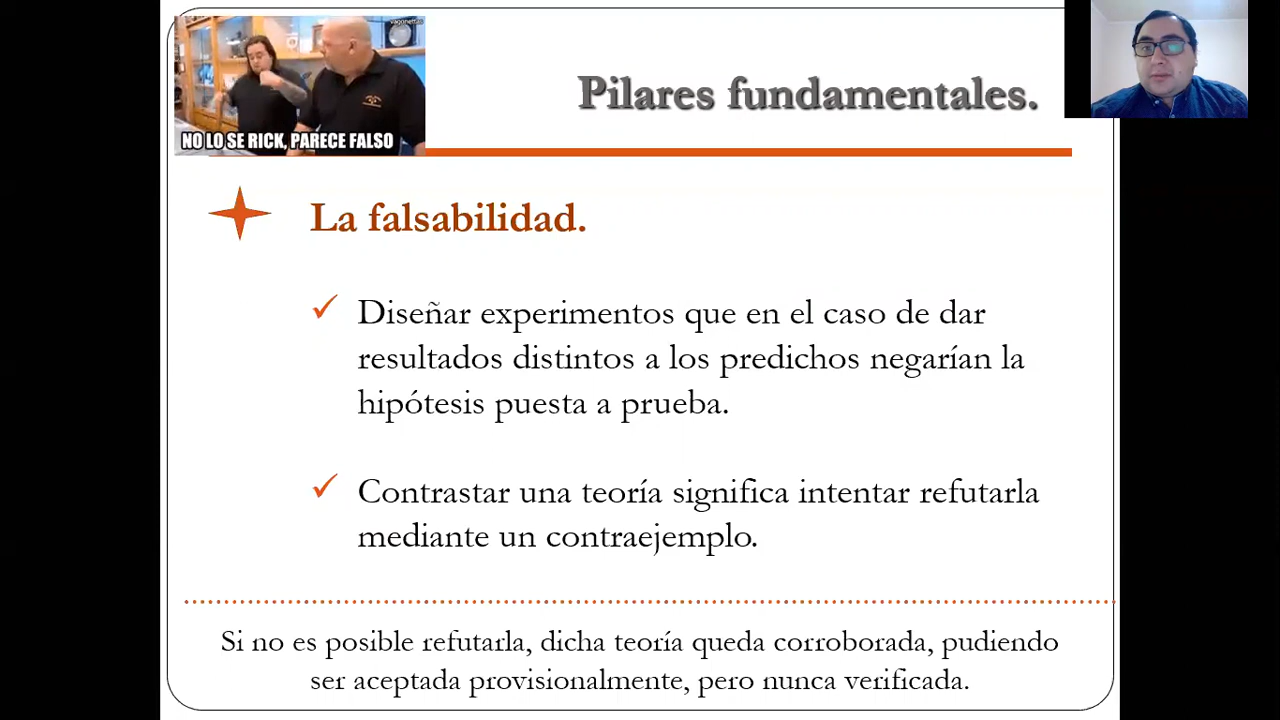 NO LO SE RICK, PARECE FALSO
Pilares fundamentales.
La falsabilidad.
Diseñar experimentos que en el caso de dar
resultados distintos a los predichos negarían la
hipótesis puesta a prueba.
Contrastar una teoría significa intentar refutarla
mediante un contraejemplo.
Si no es posible refutarla, dicha teoría queda corroborada, pudiendo
ser aceptada provisionalmente, pero nunca verificada.